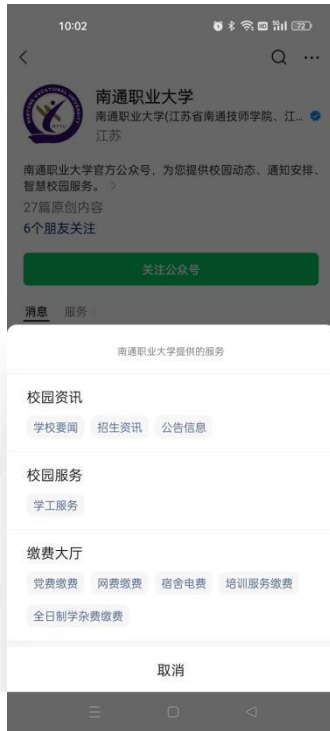 10:02
72
南通职业大学
南通职业大学(江苏省南通技师学院、江...
江苏
南通职业大学官方公众号，为您提供校园动态、通知安排、
智慧校园服务。
27篇原创内容
6个朋友关注
关注公众号
消息 服务
南通职业大学提供的服务
校园资讯
学校要闻 招生资讯 公告信息
校园服务
学工服务
缴费大厅
党费缴费 网费缴费 宿舍电费 培训服务缴费
全日制学杂费缴费
取消